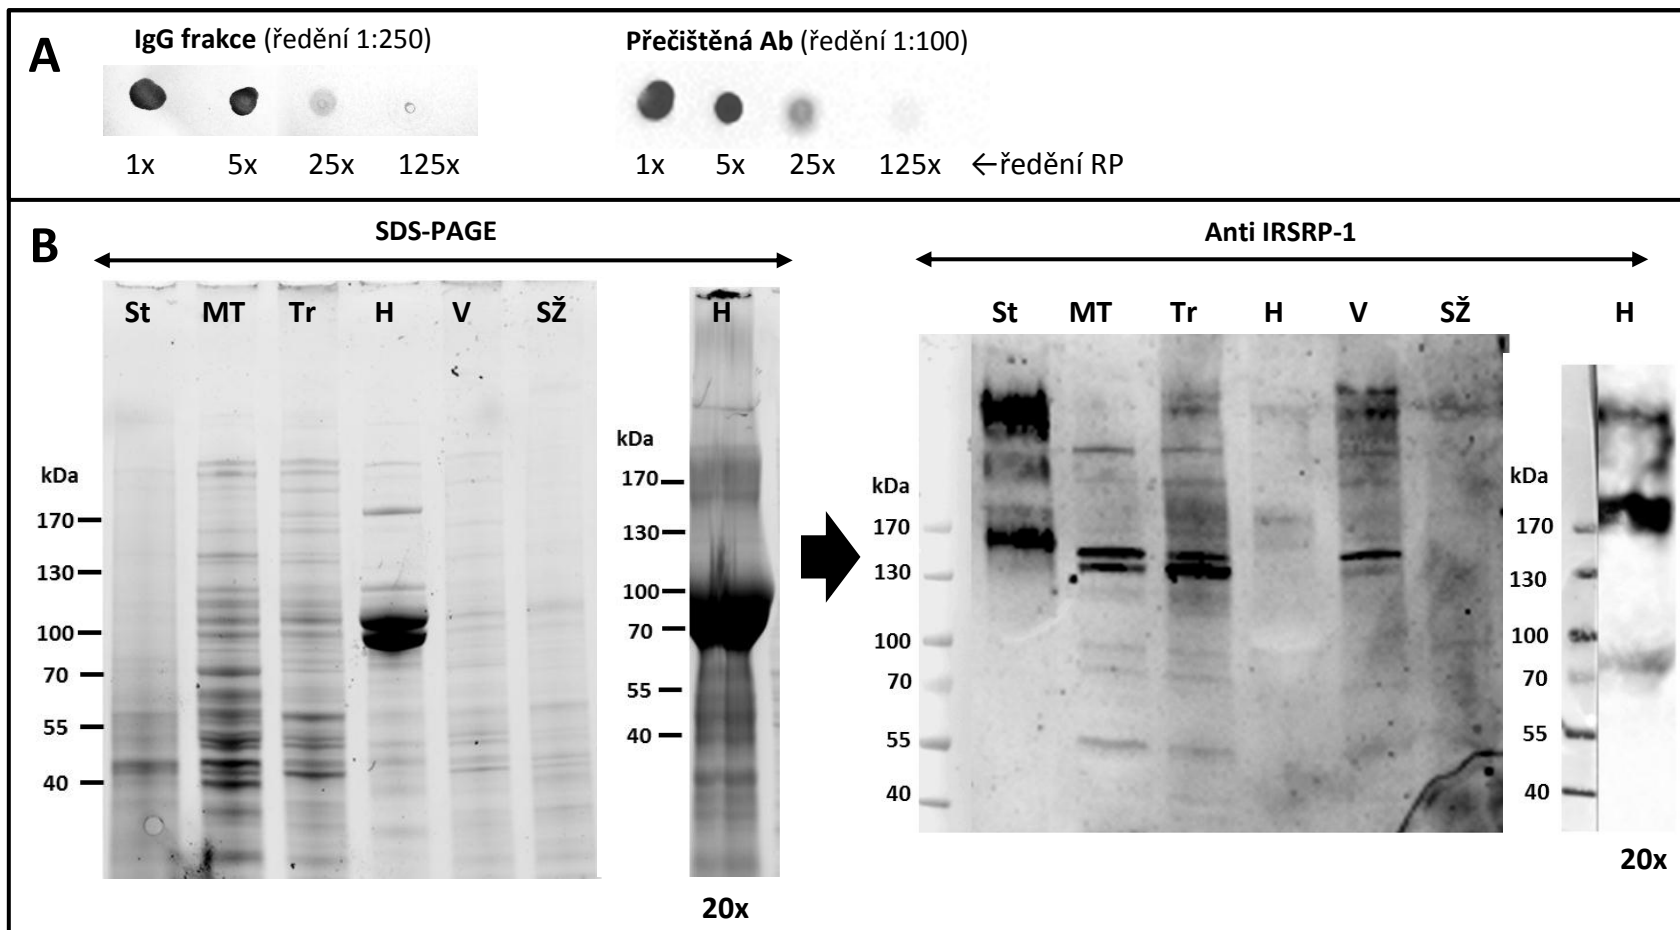 A
IgG frakce (ředění 1:250)
Přečištěná Ab (ředění 1:100)
1x 5x 25x 125x
1x 5x 25x 125x ←ředění RP
B
SDS-PAGE
Anti IRSRP-1
St MT Tr H V SŽ
kDa
170
130
100
70
55
40
H
kDa
170
130
100
70
55
40
20x
St MT Tr H V SŽ
kDa
170
130
100
70
55
40
H
kDa
170
130
100
70
55
40
20x